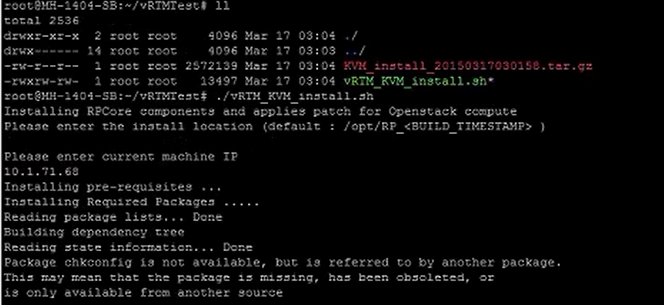 root@MH-1404-SB:~/vRTMTest# ll
total 2536
drwxr-xr-x  2 root root    4096 Mar 17 03:04 ./
drwx------ 14 root root    4096 Mar 17 03:03 ../
-rw-r--r--  1 root root 2572139 Mar 17 03:04 KVM_install_20150317030158.tar.gz
-rwxrw-rw-  1 root root   13497 Mar 17 03:04 vRTM_KVM_install.sh*
root@MH-1404-SB:~/vRTMTest# ./vRTM_KVM_install.sh
Installing RPCore components and applies patch for Openstack compute
Please enter the install location (default : /opt/RP_<BUILD_TIMESTAMP> )
Please enter current machine IP
10.1.71.68
Installing pre-requisites ...
Installing Required Packages .....
Reading package lists... Done
Building dependency tree
Reading state information... Done
Package chkconfig is not available, but is referred to by another package.
This may mean that the package is missing, has been obsoleted, or
is only available from another source